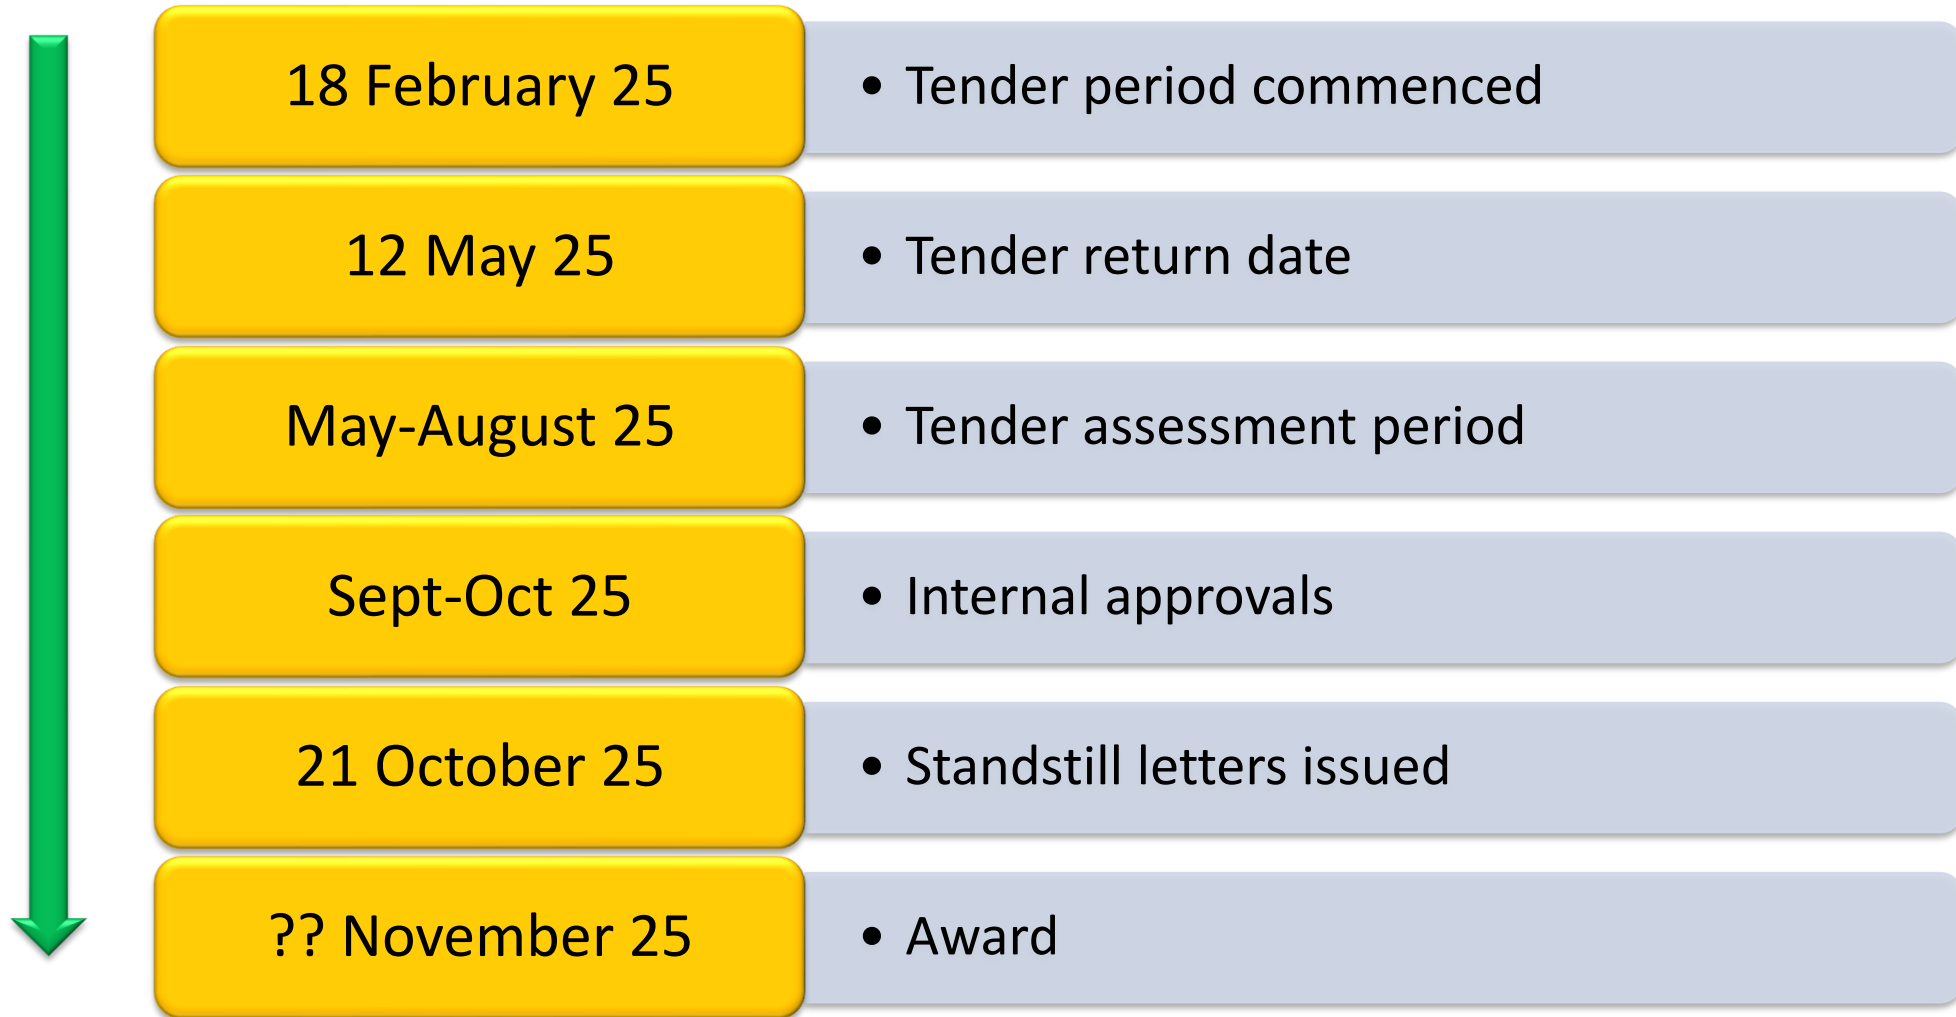 18 February 25
• Tender period commenced
12 May 25
• Tender return date
May-August 25
• Tender assessment period
Sept-Oct 25
• Internal approvals
21 October 25
• Standstill letters issued
?? November 25
• Award